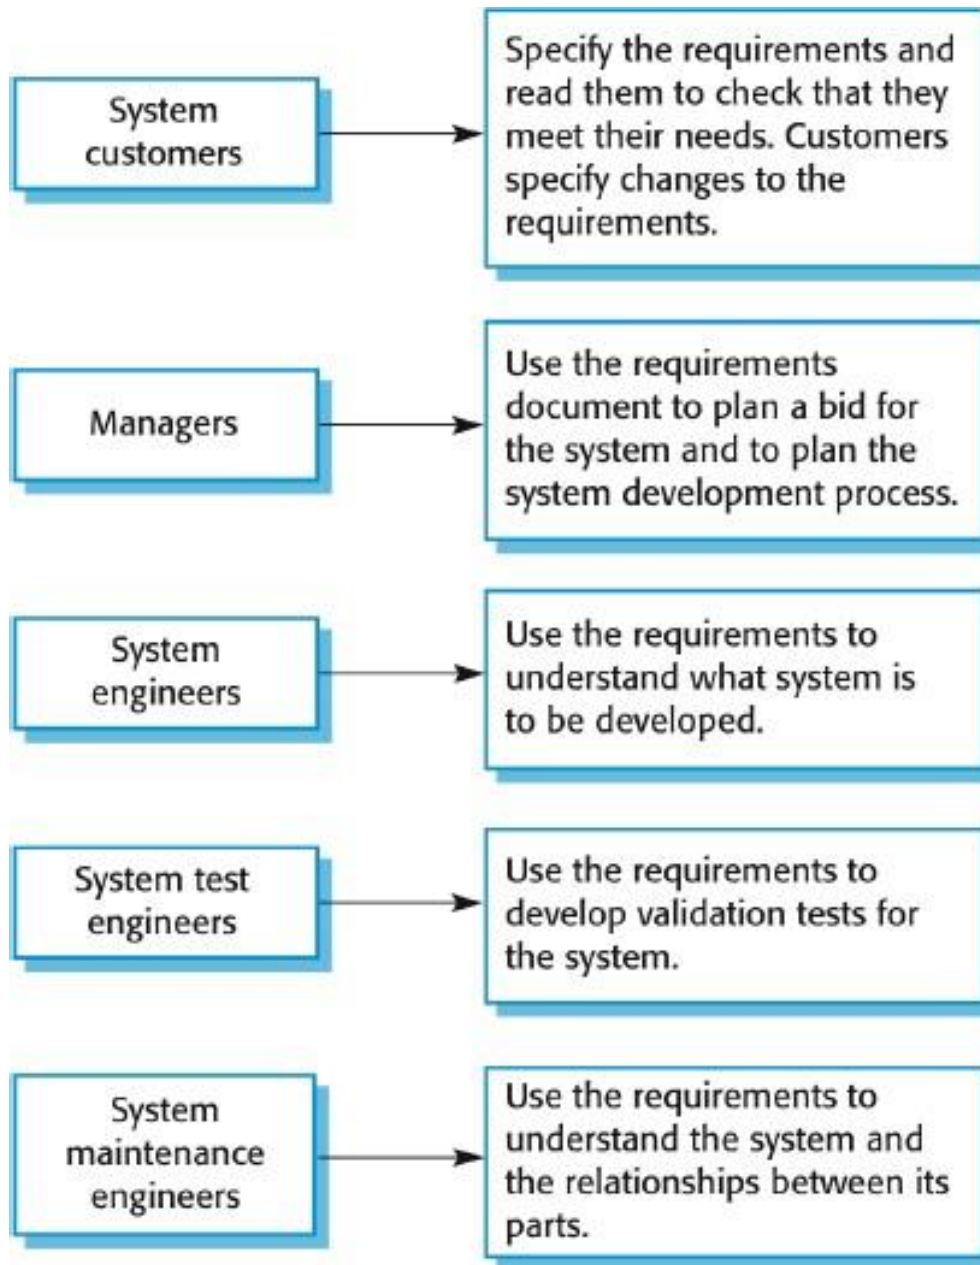 System
customers
Specify the requirements and
read them to check that they
meet their needs. Customers
specify changes to the
requirements.
Managers
Use the requirements
document to plan a bid for
the system and to plan the
system development process.
System
engineers
Use the requirements to
understand what system is
to be developed.
System test
engineers
Use the requirements to
develop validation tests for
the system.
System
maintenance
engineers
Use the requirements to
understand the system and
the relationships between its
parts.